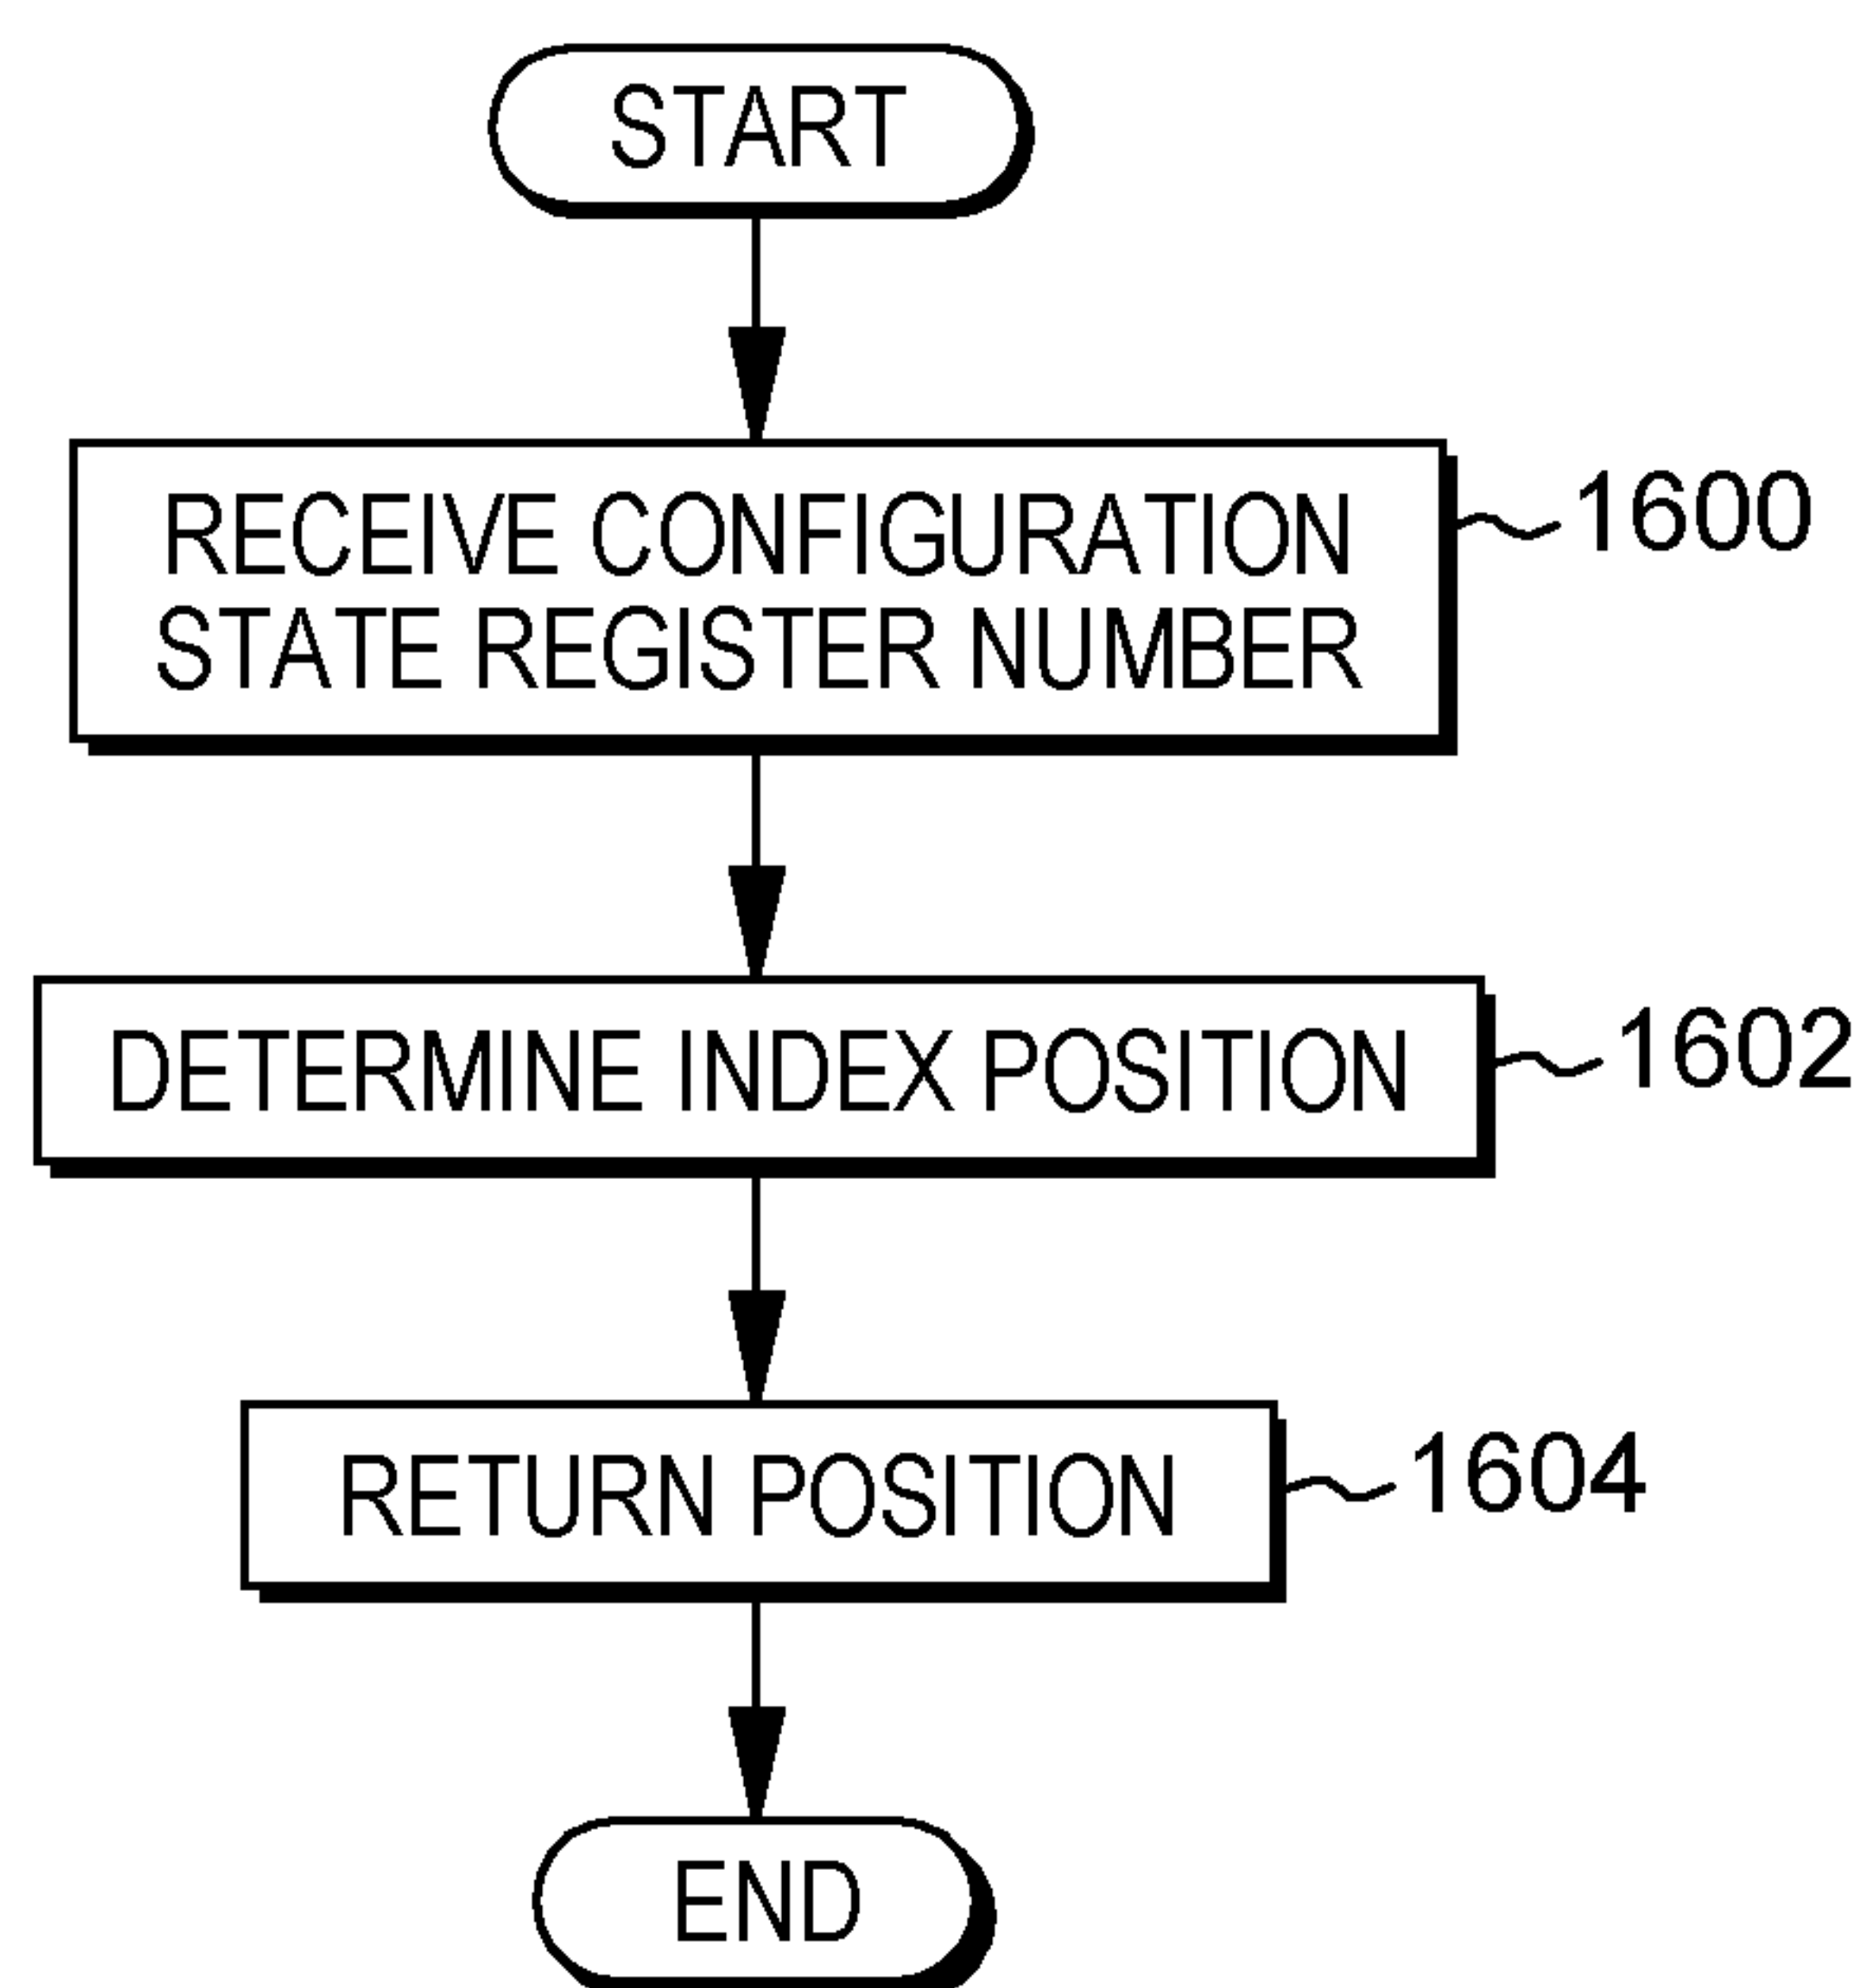 START
RECEIVE CONFIGURATION
STATE REGISTER NUMBER
1600
DETERMINE INDEX POSITION
1602
RETURN POSITION
1604
END